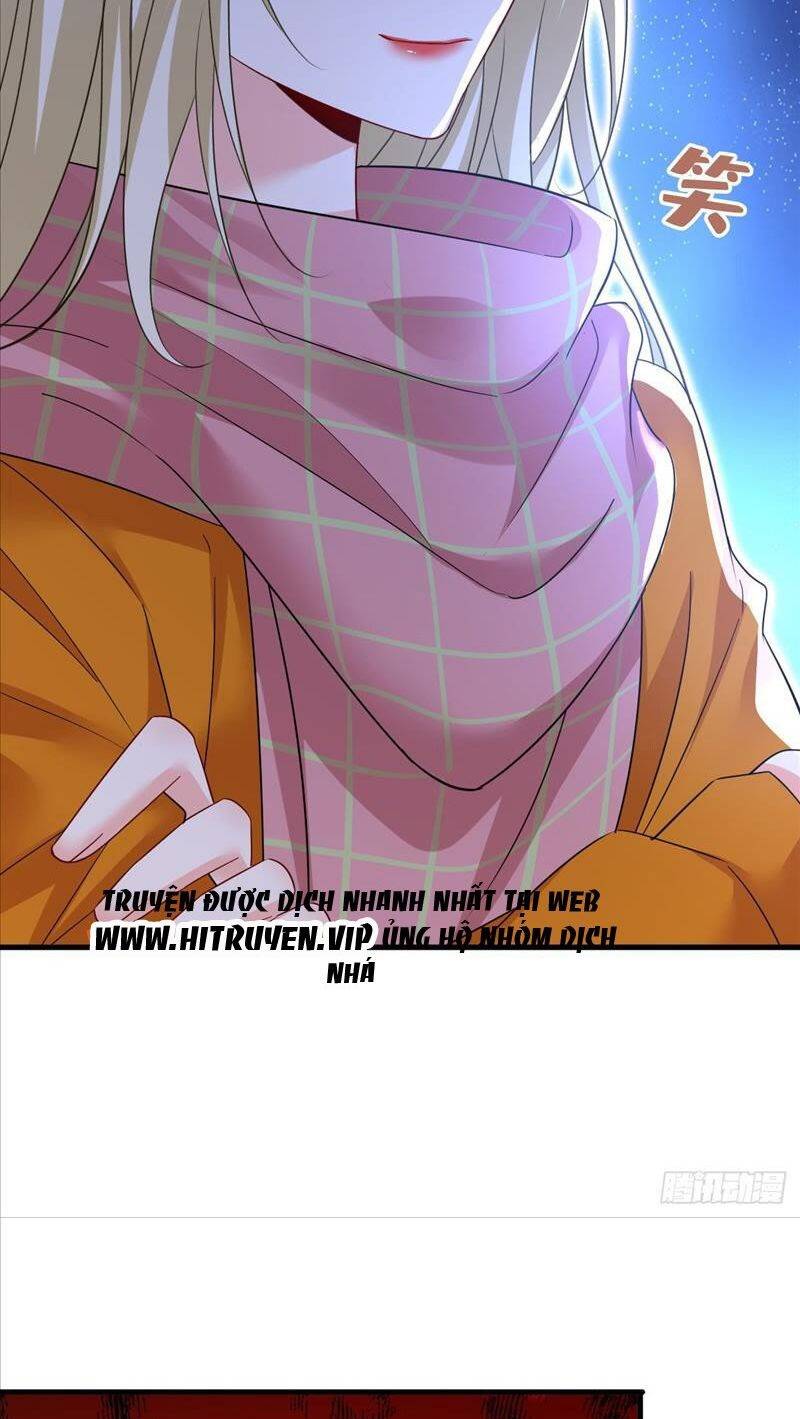 笑
TRUYỆN ĐƯỢC DỊCH NHANH NHẤT TẠI WEB
WWW.HITRUYEN.VIP ỦNG HỘ NHÓM DỊCH
NHÁ
腾讯动漫